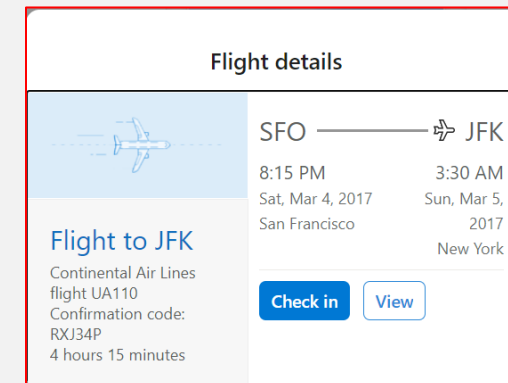 Flight details
SFO
JFK
8:15 PM
3:30 AM
Sat, Mar 4, 2017
Sun, Mar 5,
2017
San Francisco
New York
Flight to JFK
Continental Air Lines
flight UA110
Confirmation code:
RXJ34P
4 hours 15 minutes
Check in
View